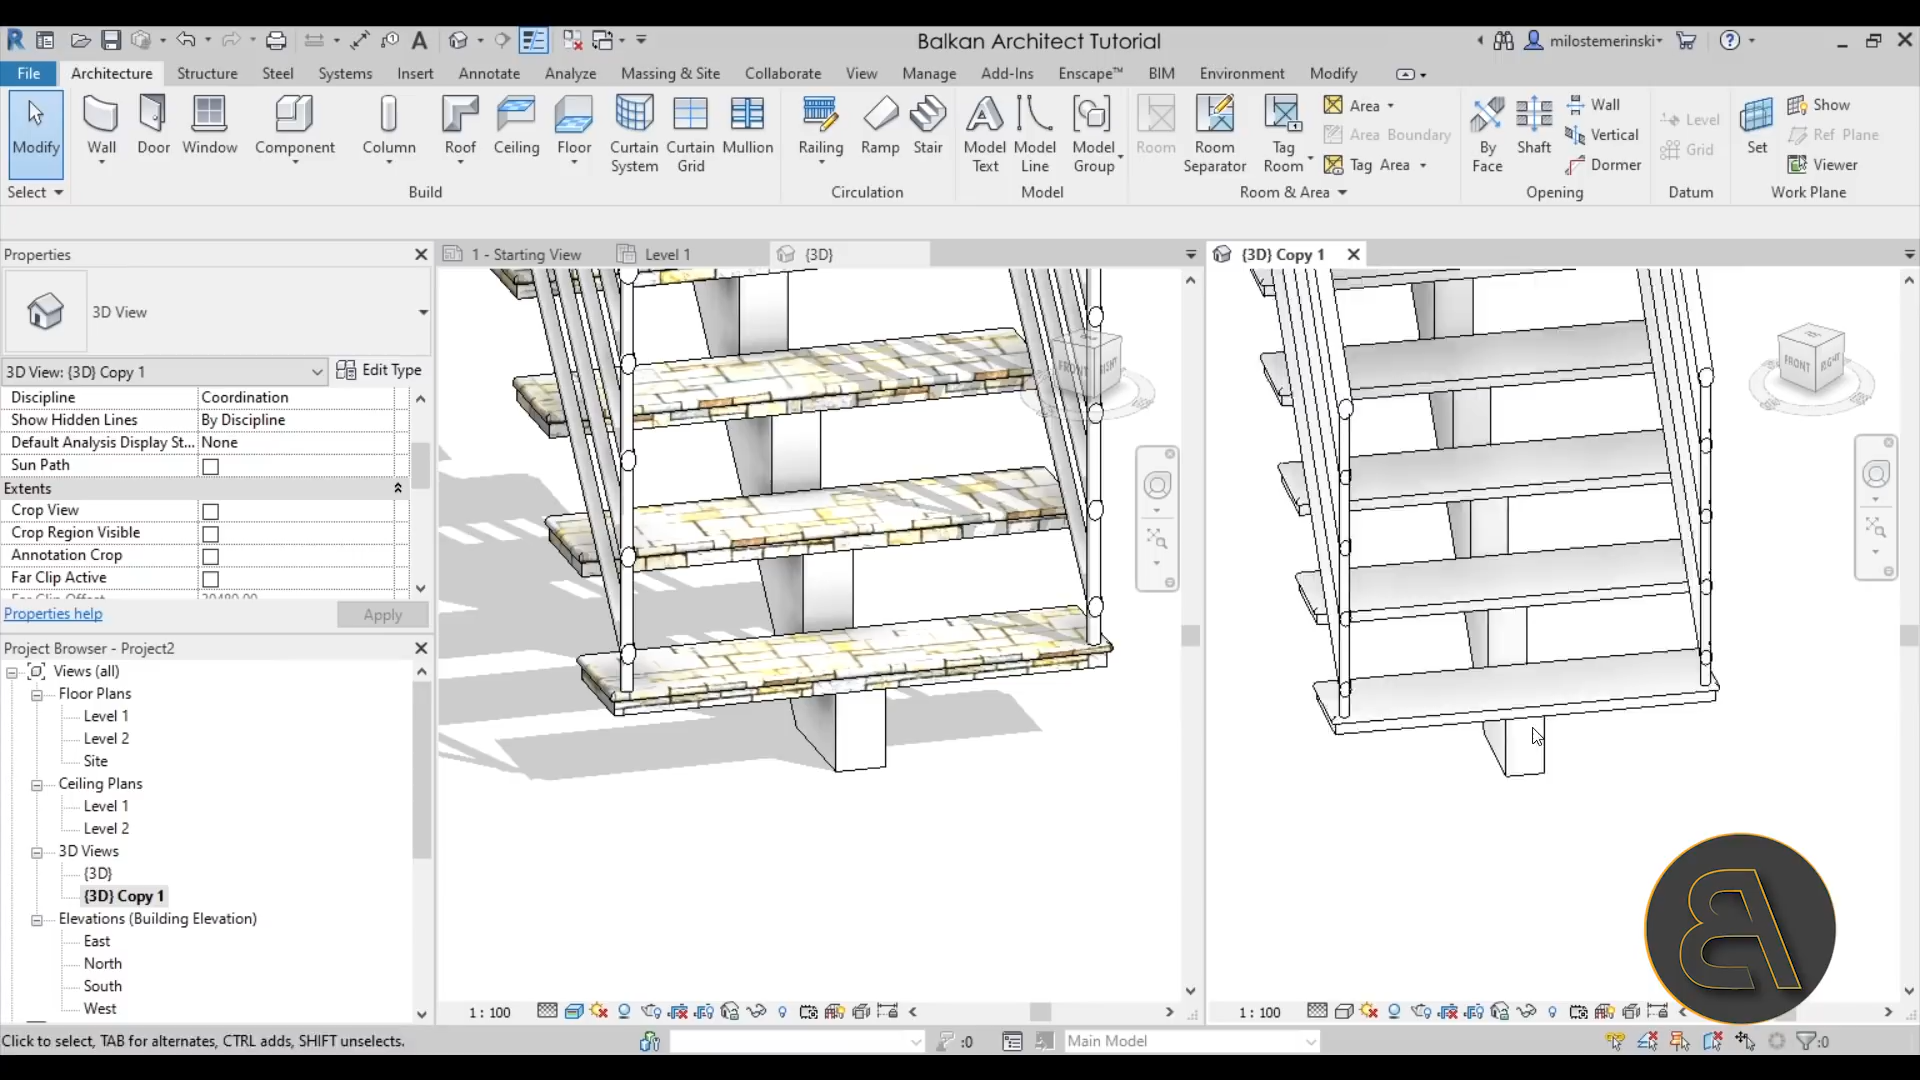 Balkan Architect Tutorial
milostemerinski
File Architecture Structure Steel Systems Insert Annotate Analyze Massing & Site Collaborate View Manage Add-Ins Enscape™ BIM Environment Modify
Modify Wall Door Window Component Column Roof Ceiling Floor Curtain System Curtain Grid Mullion Railing Ramp Stair Model Text Model Line Model Group Room Room Separator Tag Room Area Area Boundary Tag Area By Face Shaft Wall Vertical Dormer Level Grid Set Show Ref Plane Viewer
Select Build Circulation Model Room & Area Opening Datum Work Plane
Properties
3D View
3D View: {3D} Copy 1
Edit Type
Discipline Coordination
Show Hidden Lines By Discipline
Default Analysis Display St... None
Sun Path
Extents
Crop View
Crop Region Visible
Annotation Crop
Far Clip Active
Far Clip Offset 30480.00
Properties help
Apply
Project Browser - Project2
Views (all)
Floor Plans
Level 1
Level 2
Site
Ceiling Plans
Level 1
Level 2
3D Views
{3D}
{3D} Copy 1
Elevations (Building Elevation)
East
North
South
West
1 - Starting View
Level 1
{3D}
{3D} Copy 1
FRONT
FRONT RIGHT
1 : 100
1 : 100
Click to select, TAB for alternates, CTRL adds, SHIFT unselects.
:0
Main Model
:0